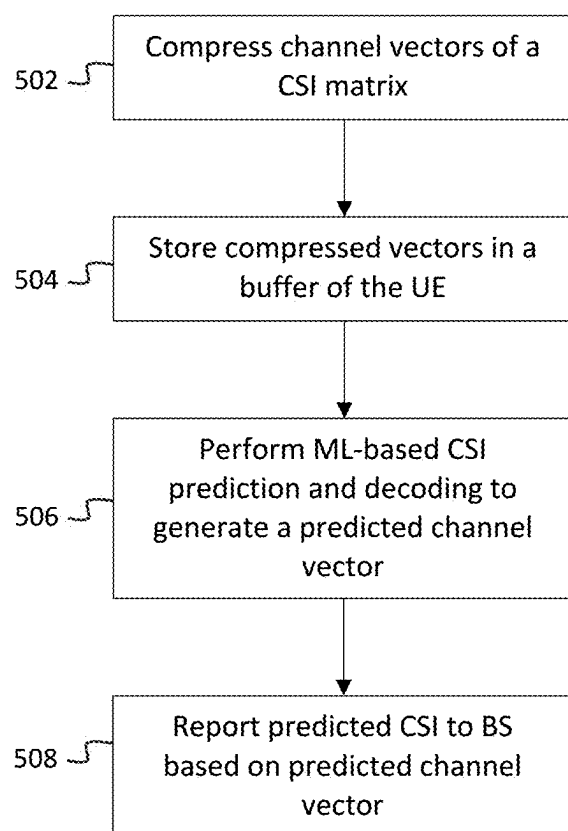 502
Compress channel vectors of a
CSI matrix
504
Store compressed vectors in a
buffer of the UE
506
Perform ML-based CSI
prediction and decoding to
generate a predicted channel
vector
508
Report predicted CSI to BS
based on predicted channel
vector